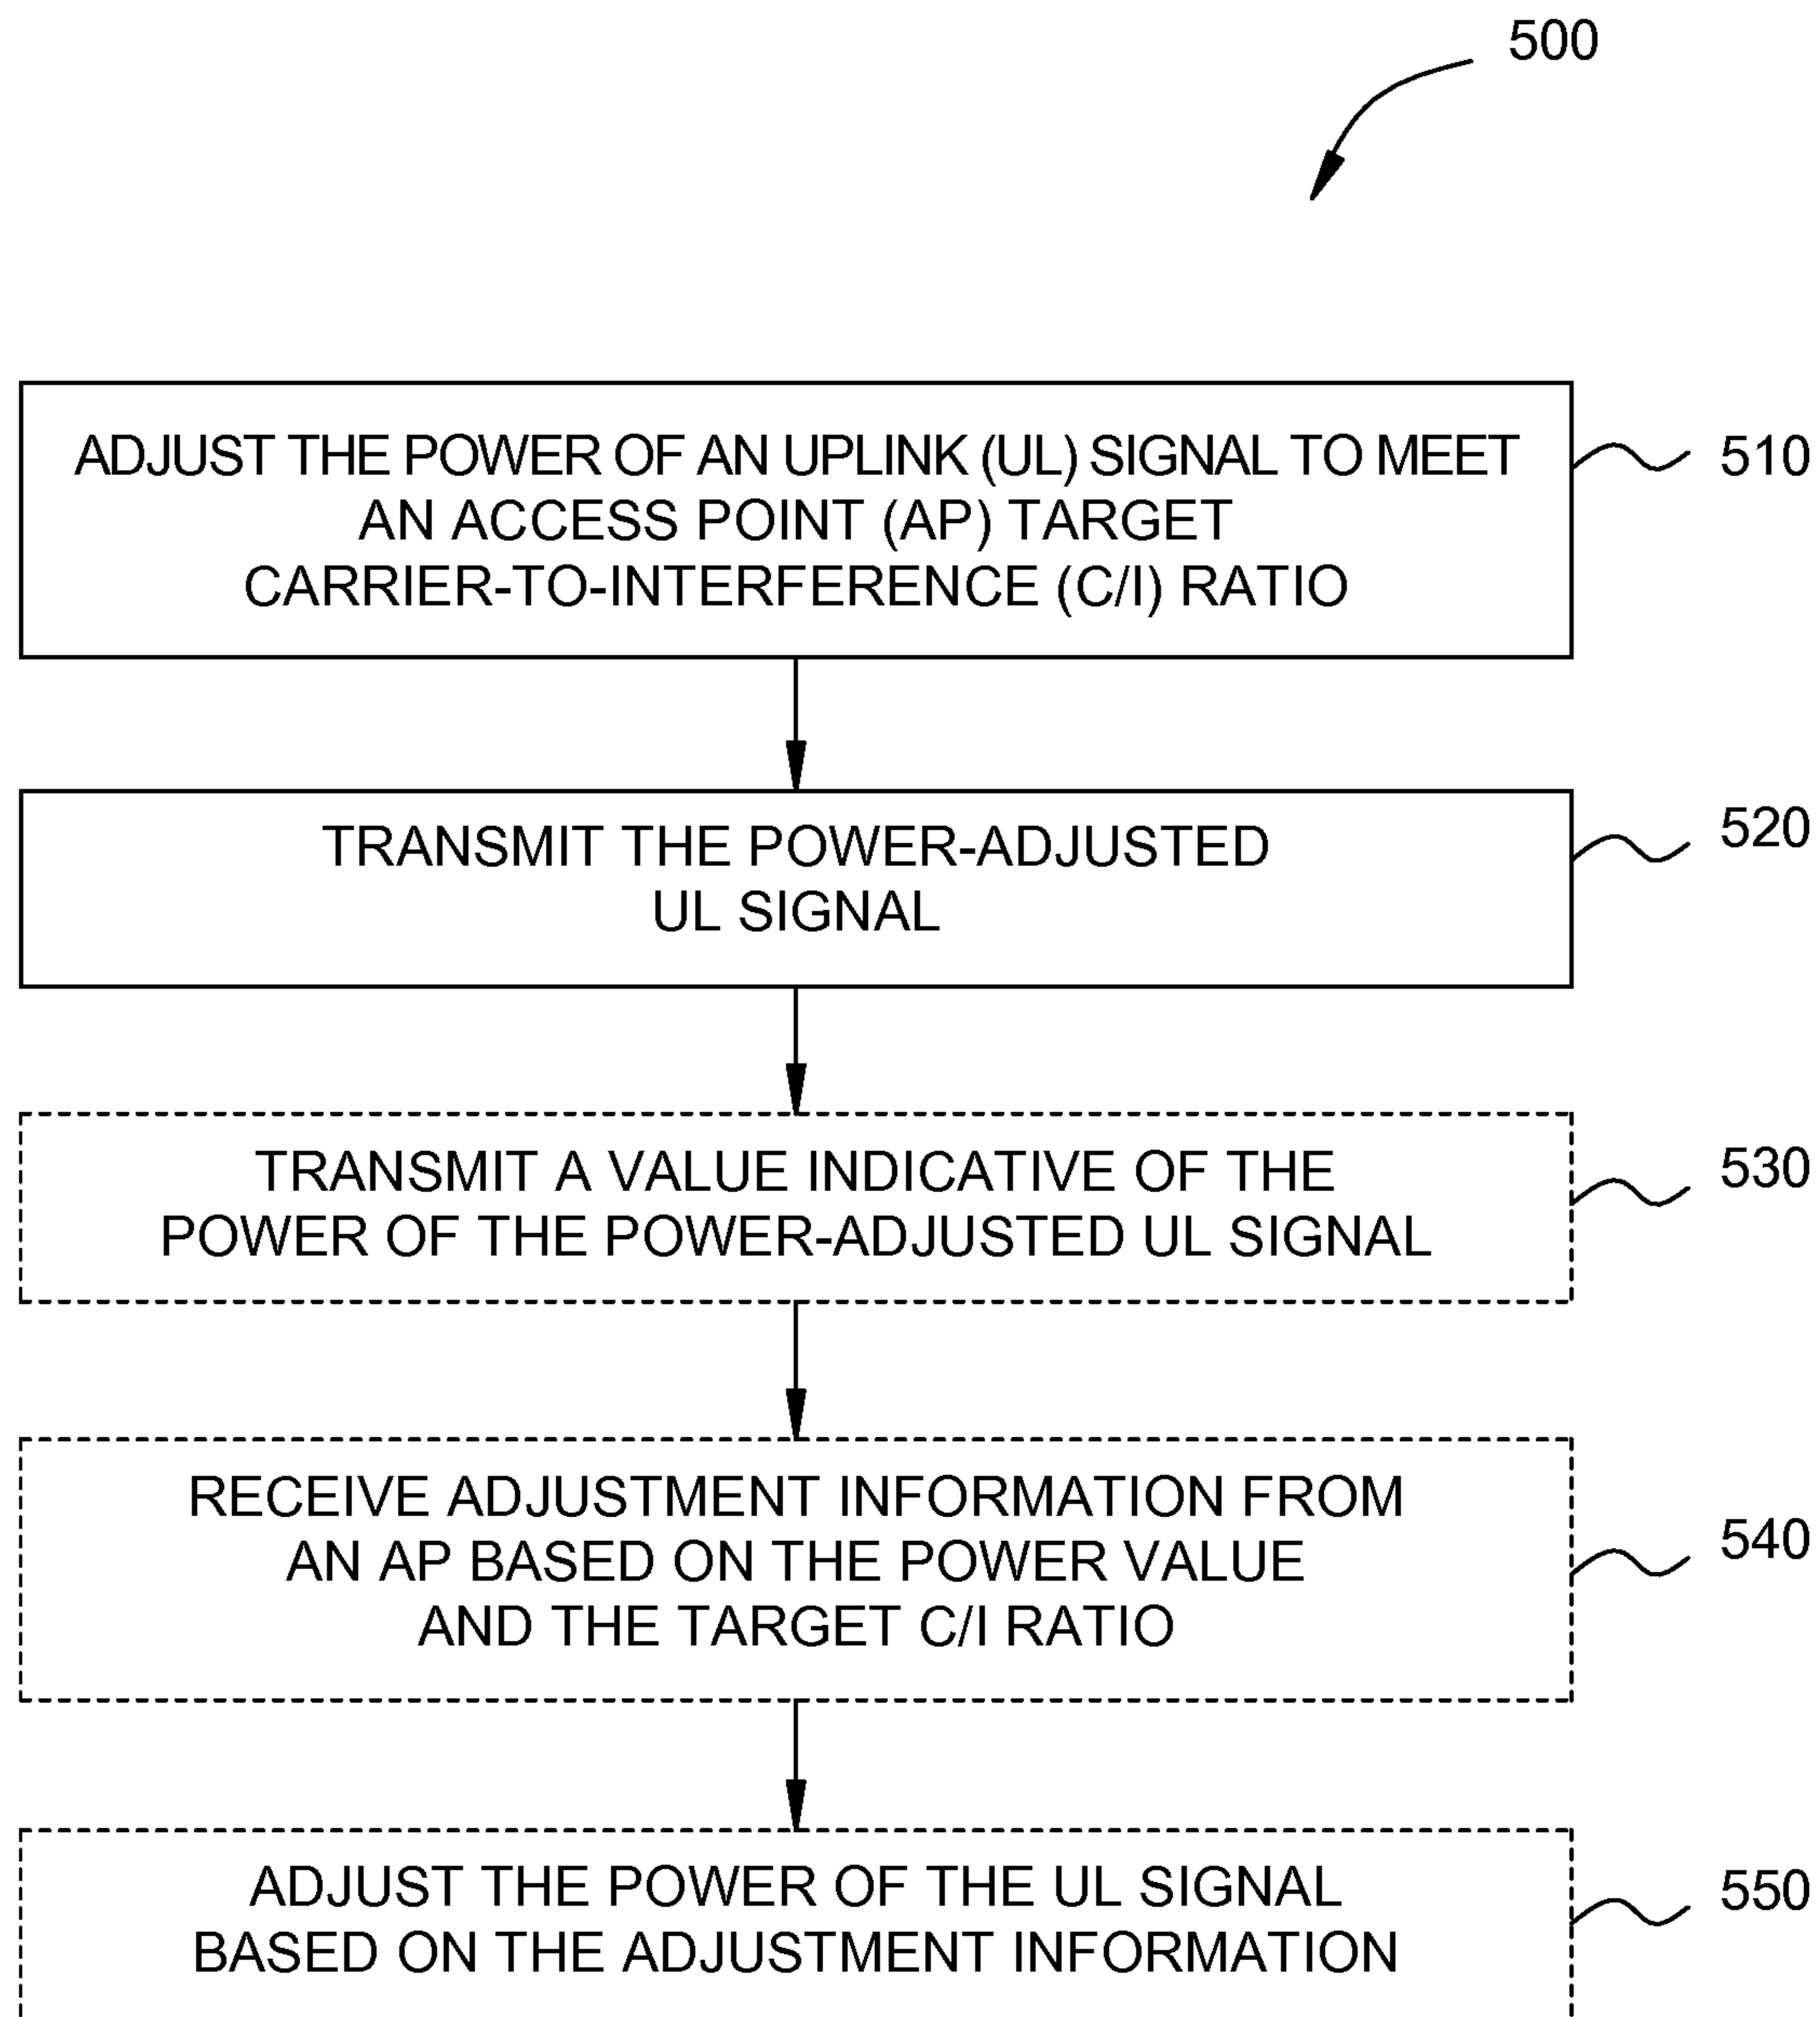 500
ADJUST THE POWER OF AN UPLINK (UL) SIGNAL TO MEET
AN ACCESS POINT (AP) TARGET
CARRIER-TO-INTERFERENCE (C/I) RATIO
510
TRANSMIT THE POWER-ADJUSTED
UL SIGNAL
520
TRANSMIT A VALUE INDICATIVE OF THE
POWER OF THE POWER-ADJUSTED UL SIGNAL
530
RECEIVE ADJUSTMENT INFORMATION FROM
AN AP BASED ON THE POWER VALUE
AND THE TARGET C/I RATIO
540
ADJUST THE POWER OF THE UL SIGNAL
BASED ON THE ADJUSTMENT INFORMATION
550